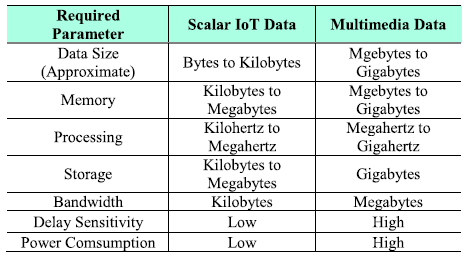 Required Parameter Scalar IoT Data Multimedia Data
Data Size (Approximate) Bytes to Kilobytes Mgebytes to Gigabytes
Memory Kilobytes to Megabytes Mgebytes to Gigabytes
Processing Kilohertz to Megahertz Megahertz to Gigahertz
Storage Kilobytes to Megabytes Gigabytes
Bandwidth Kilobytes Megabytes
Delay Sensitivity Low High
Power Comsumption Low High